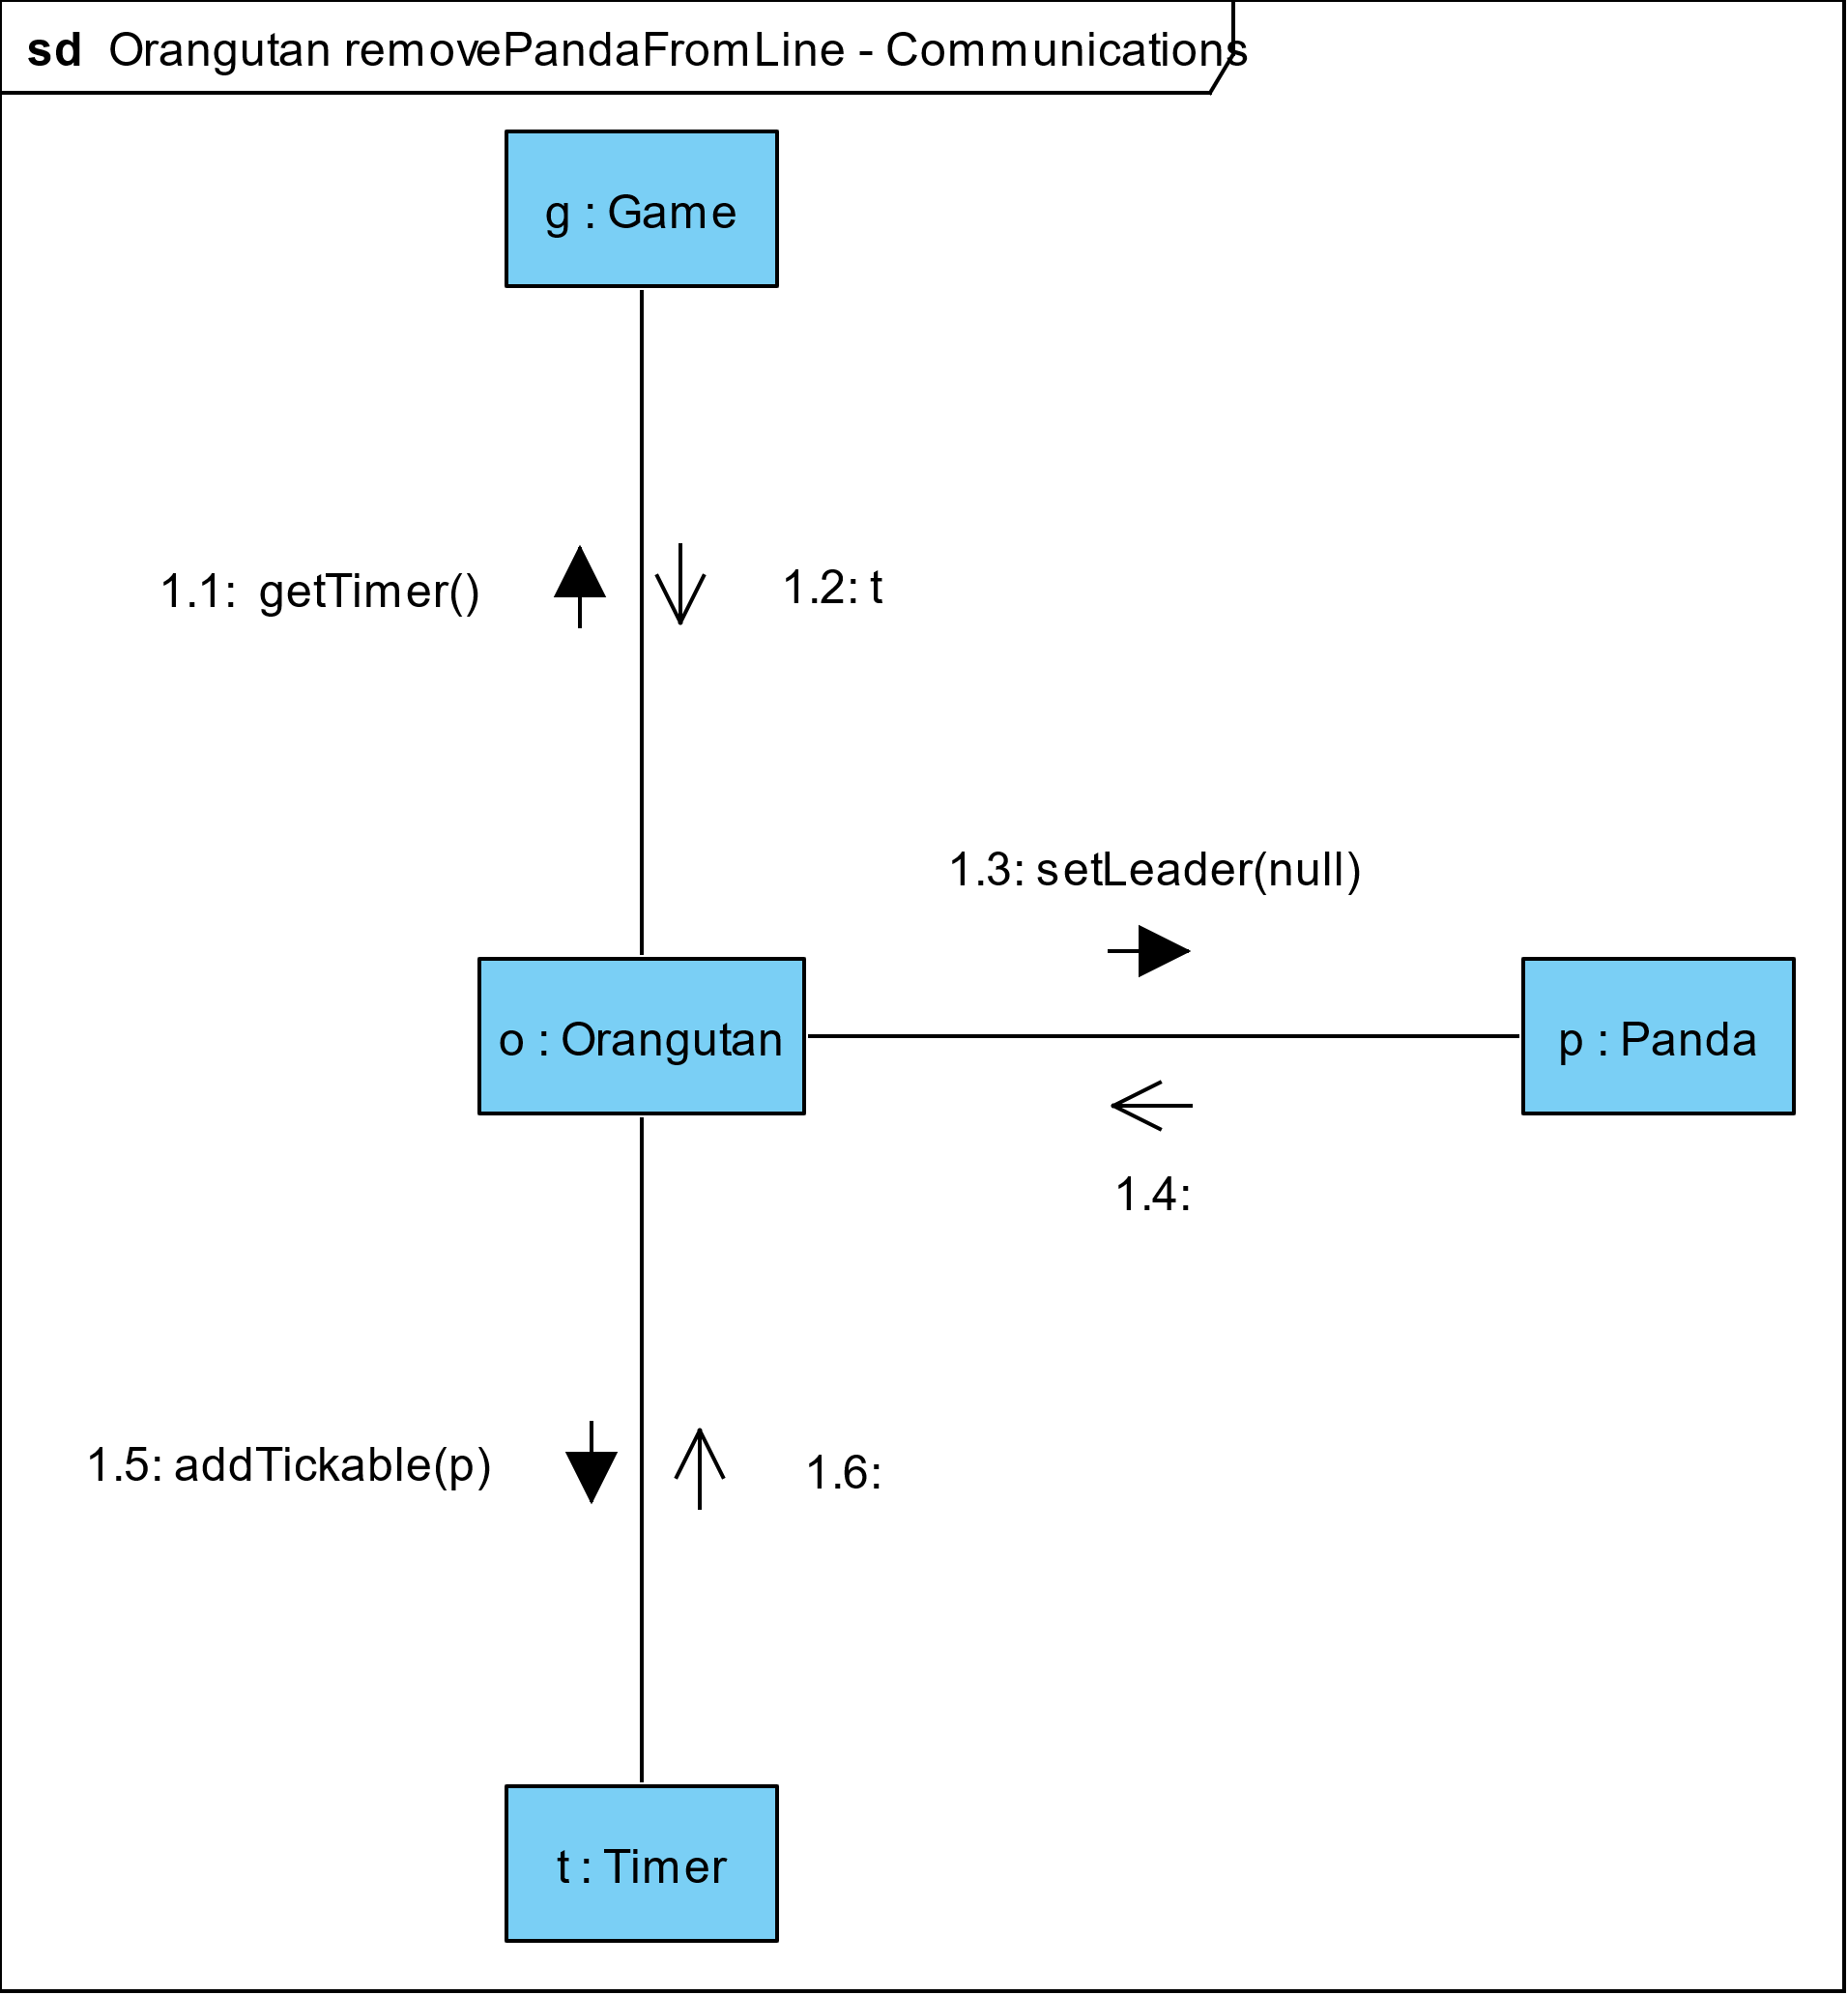 sd Orangutan removePandaFromLine - Communications
g : Game
1.1: getTimer()
1.2: t
1.3: setLeader(null)
o : Orangutan
p : Panda
1.4:
1.5: addTickable(p)
1.6:
t : Timer